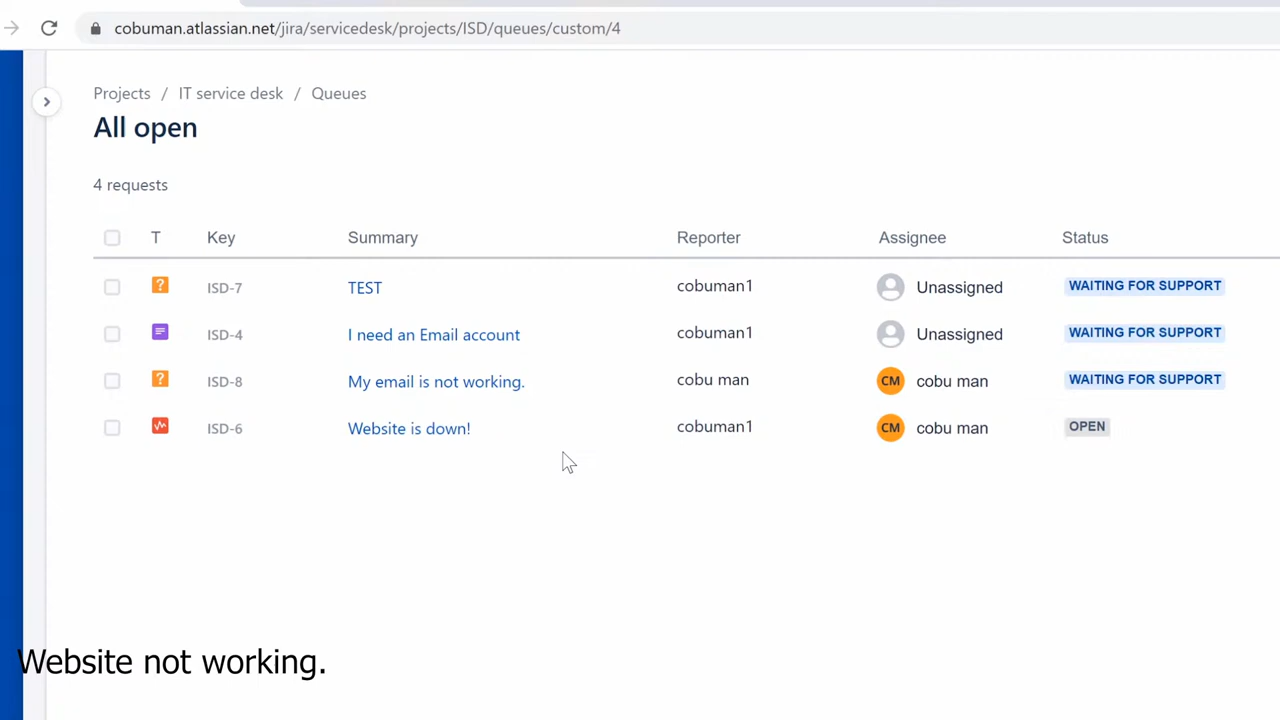 cobuman.atlassian.net/jira/servicedesk/projects/ISD/queues/custom/4
Projects / IT service desk / Queues
All open
4 requests
T Key Summary Reporter Assignee Status
? ISD-7 TEST cobuman1 Unassigned WAITING FOR SUPPORT
ISD-4 I need an Email account cobuman1 Unassigned WAITING FOR SUPPORT
? ISD-8 My email is not working. cobu man CM cobu man WAITING FOR SUPPORT
ISD-6 Website is down! cobuman1 CM cobu man OPEN
Website not working.